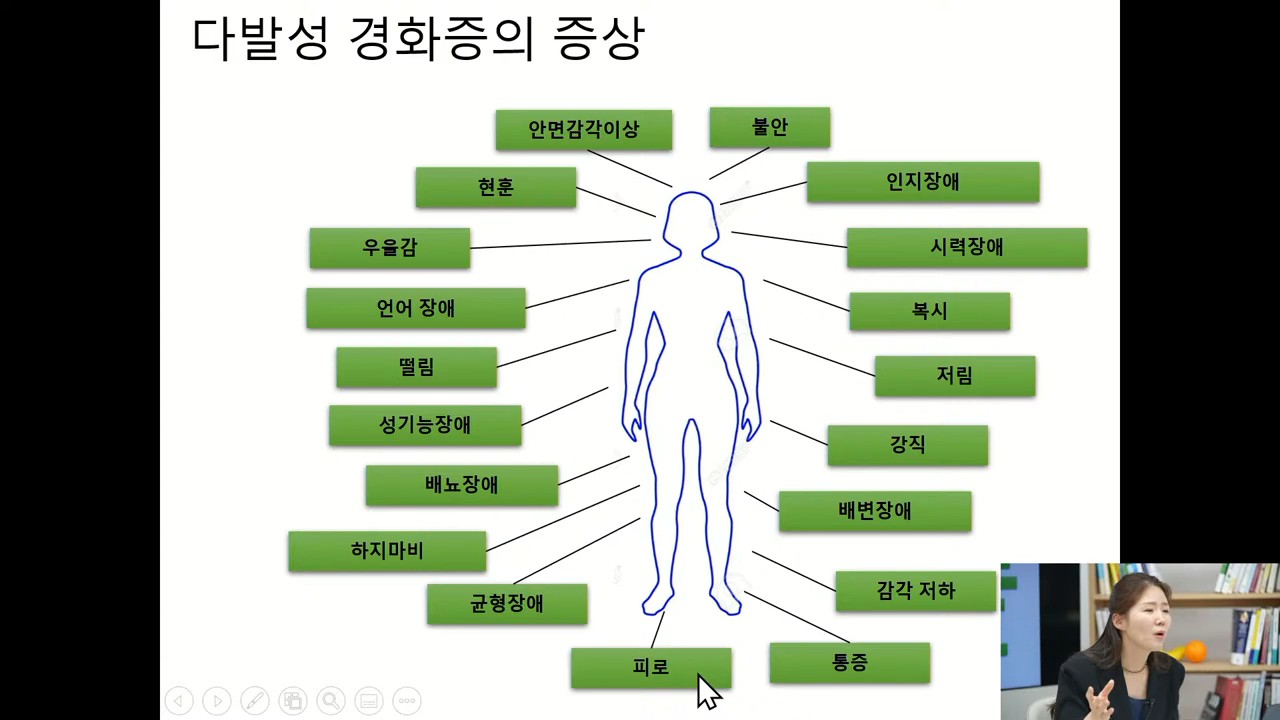 다발성 경화증의 증상
안면감각이상
불안
현훈
인지장애
우울감
시력장애
언어 장애
복시
떨림
저림
성기능장애
강직
배뇨장애
배변장애
하지마비
감각 저하
균형장애
피로
통증